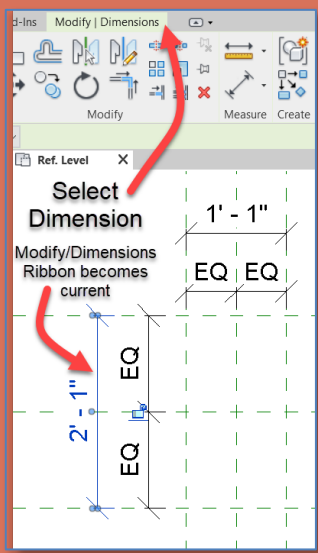 d-Ins Modify | Dimensions
Modify Measure Create
Ref. Level X
Select
Dimension
Modify/Dimensions
Ribbon becomes
current
1' - 1"
EQ EQ
EQ
2' - 1"
EQ